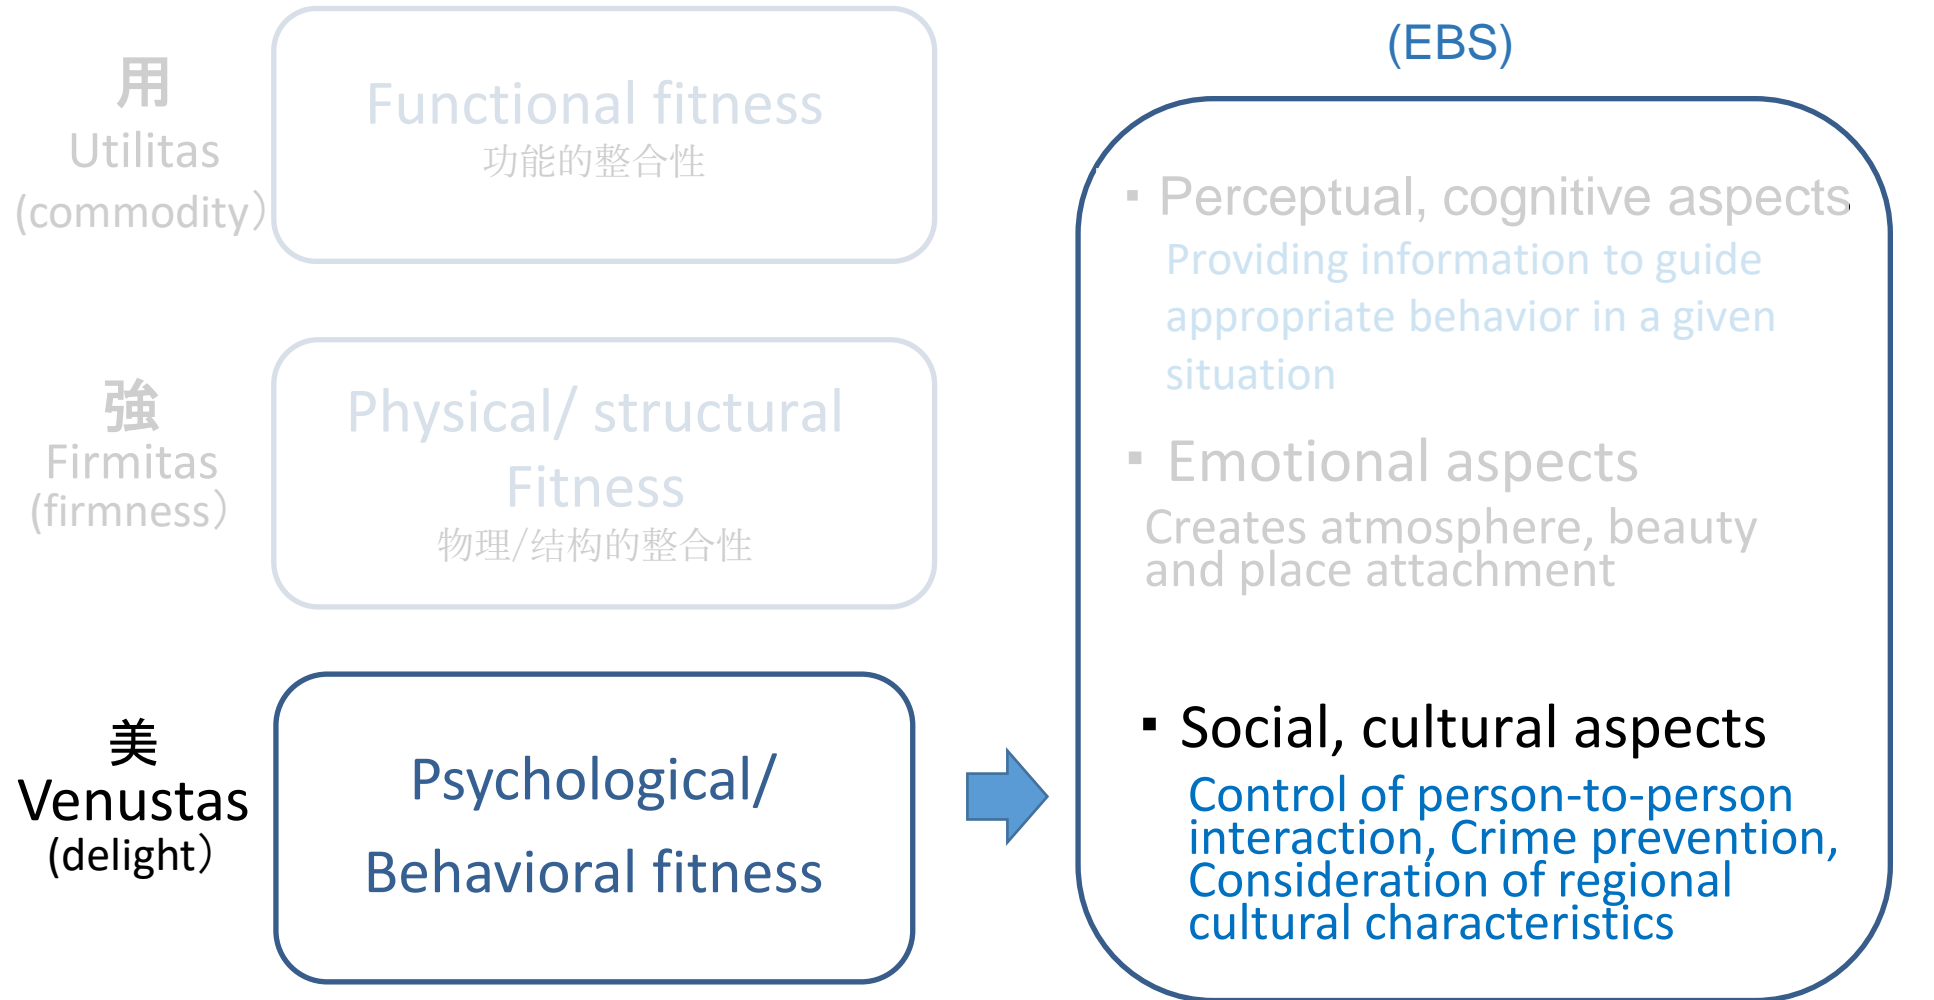 用
Utilitas
(commodity）
Functional fitness
功能的整合性
強
Firmitas
(firmness）
Physical/ structural
Fitness
物理/结构的整合性
美
Venustas
(delight）
Psychological/
Behavioral fitness
(EBS)
▪ Perceptual, cognitive aspects
Providing information to guide
appropriate behavior in a given
situation
▪ Emotional aspects
Creates atmosphere, beauty
and place attachment
▪ Social, cultural aspects
Control of person-to-person
interaction, Crime prevention,
Consideration of regional
cultural characteristics